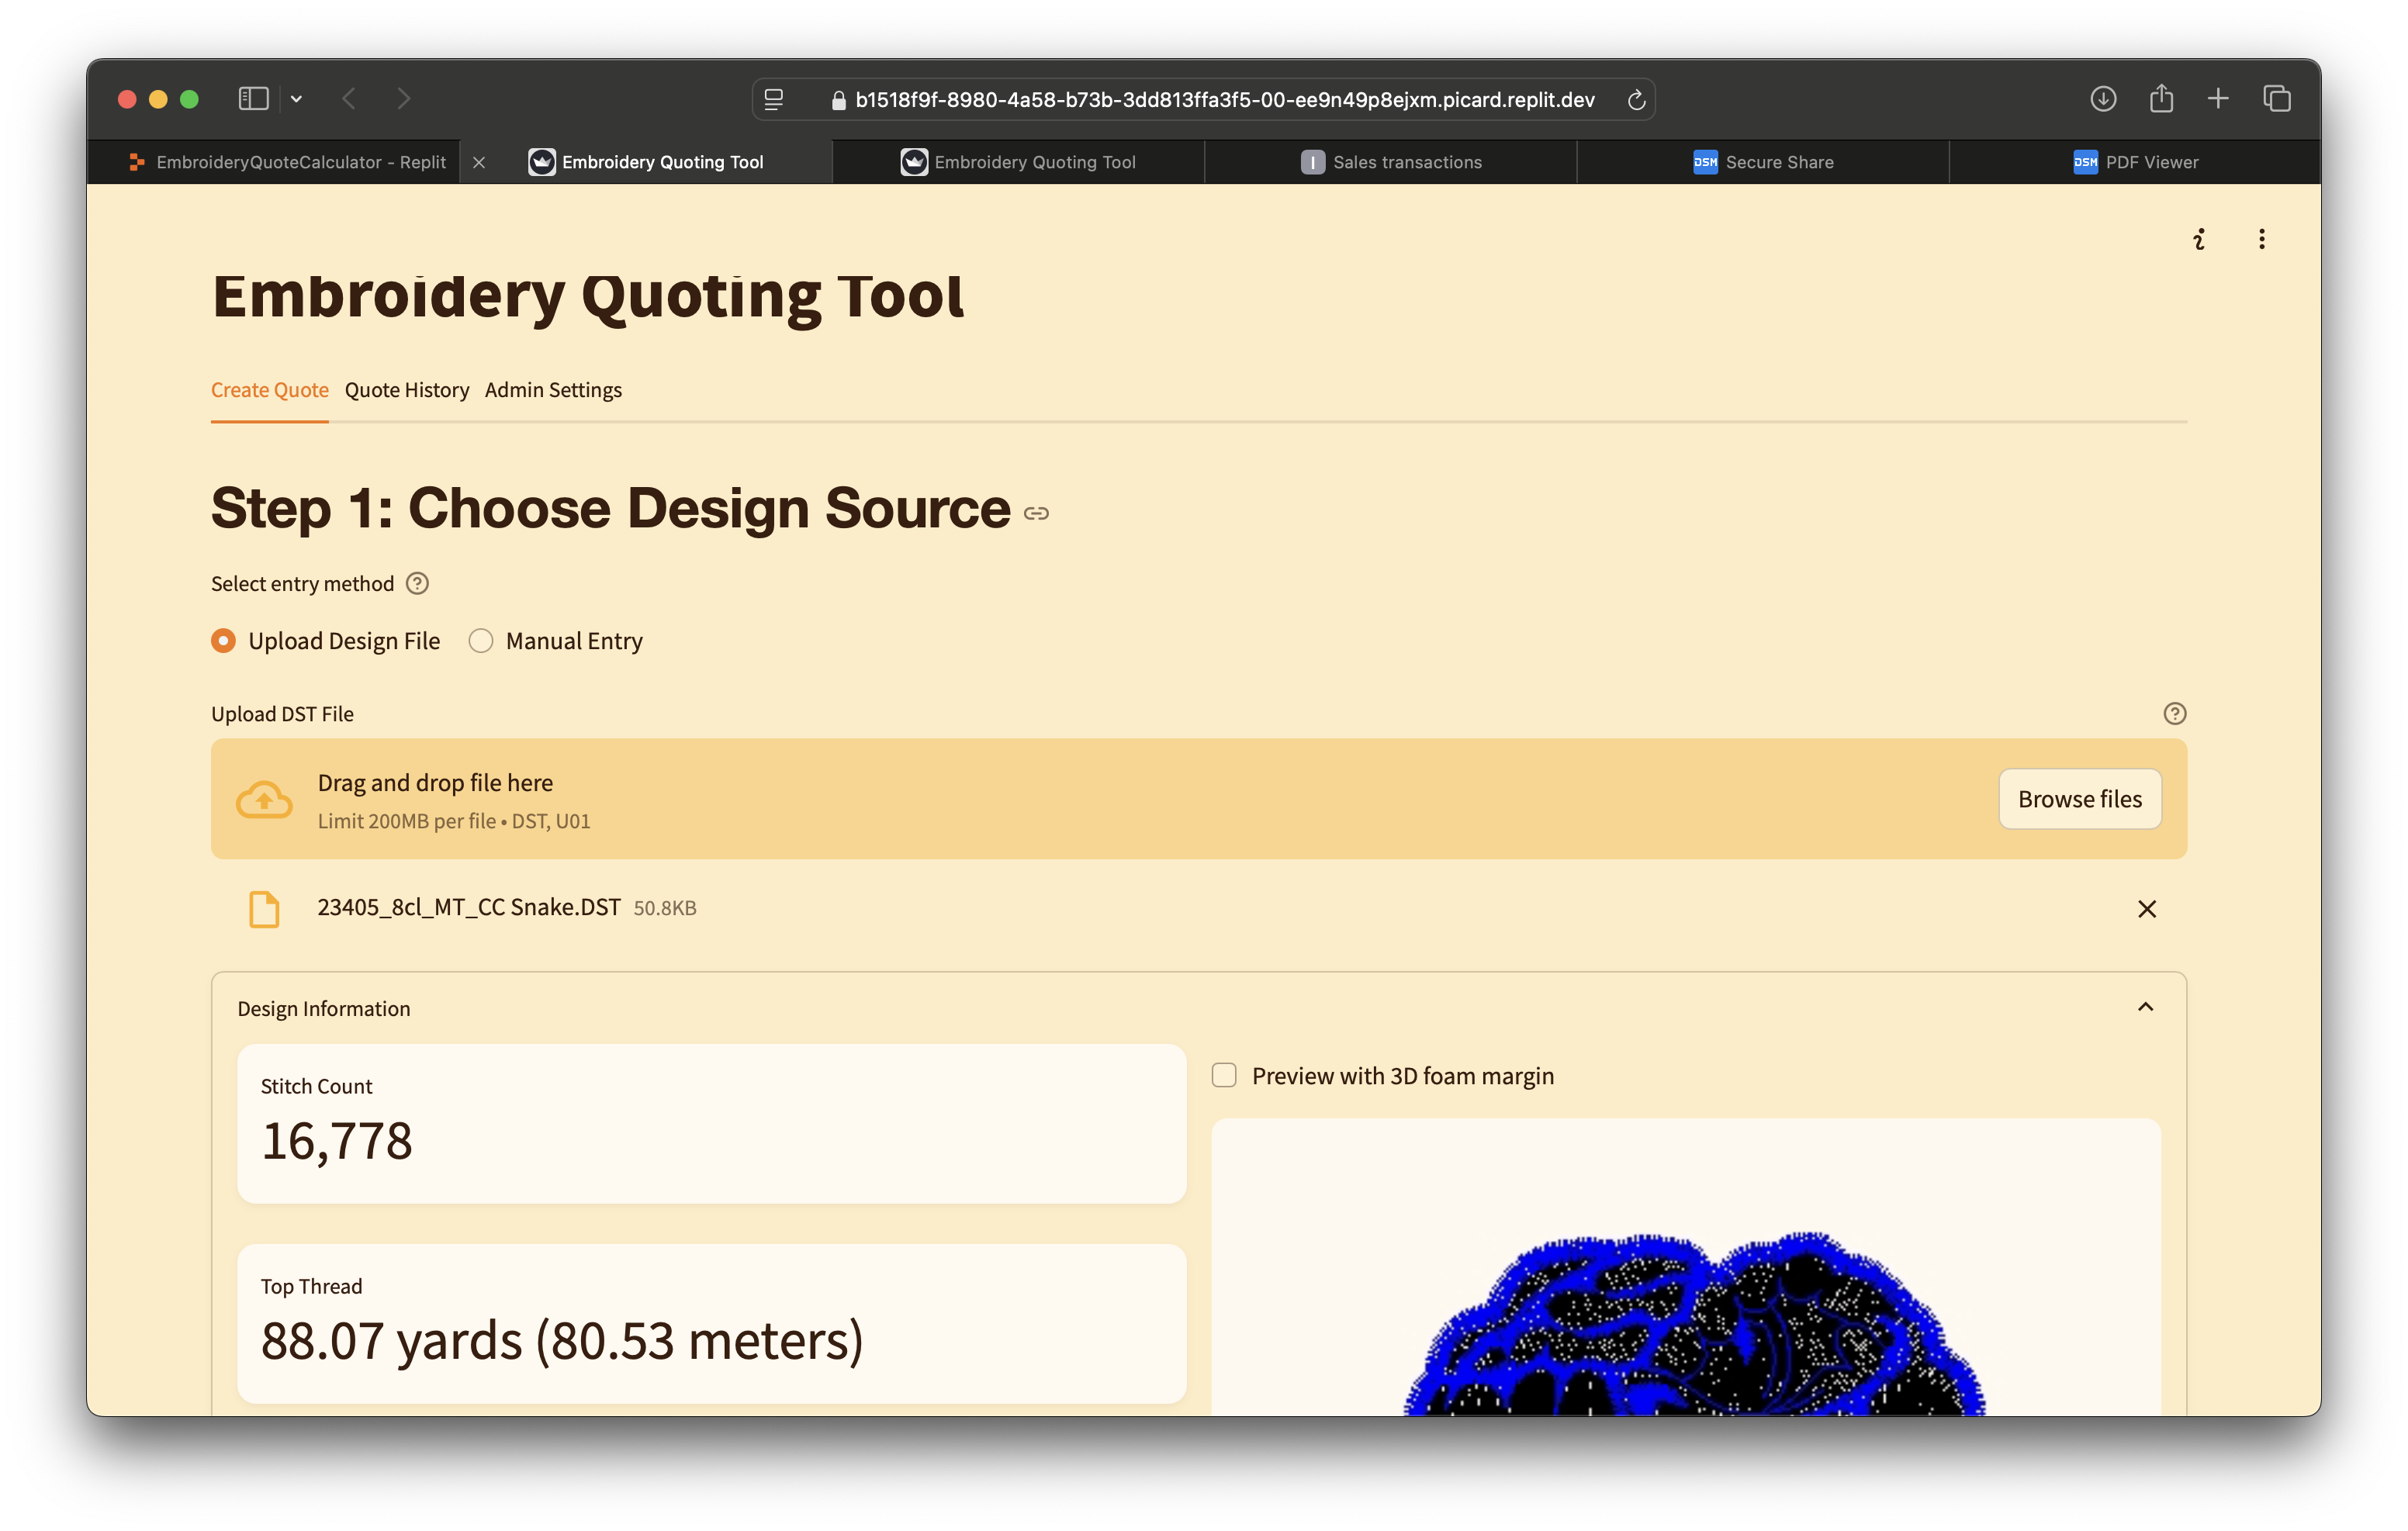 b1518f9f-8980-4a58-b73b-3dd813ffa3f5-00-ee9n49p8ejxm.picard.replit.dev
EmbroideryQuoteCalculator - Replit
Embroidery Quoting Tool
Embroidery Quoting Tool
I Sales transactions
DSM Secure Share
DSM PDF Viewer
Embroidery Quoting Tool
Create Quote Quote History Admin Settings
Step 1: Choose Design Source
Select entry method
Upload Design File Manual Entry
Upload DST File
Drag and drop file here
Limit 200MB per file • DST, U01
Browse files
23405_8cl_MT_CC Snake.DST 50.8KB
Design Information
Stitch Count
16,778
Preview with 3D foam margin
Top Thread
88.07 yards (80.53 meters)